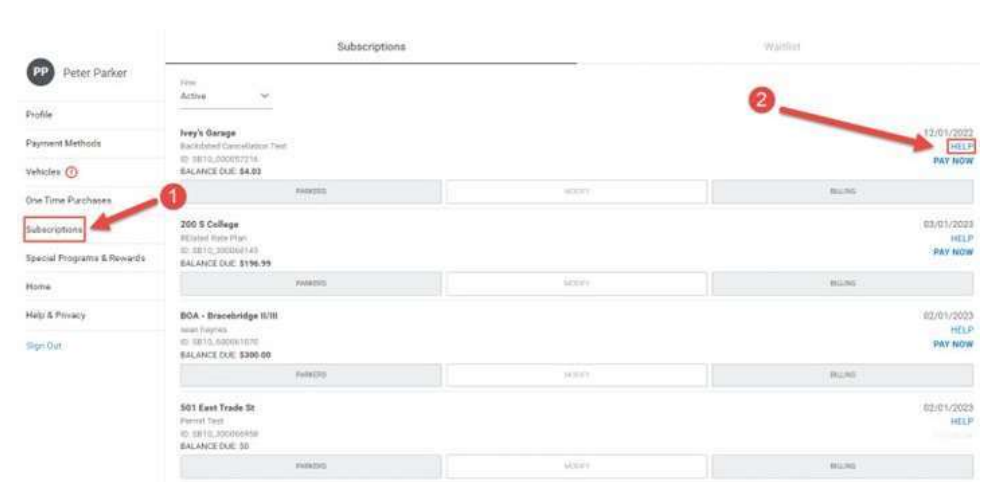 Subscriptions
Waitlist
PP Peter Parker
Filter
Active
Profile
Payment Methods
Vehicles
One Time Purchases
Subscriptions
Special Programs & Rewards
Home
Help & Privacy
Sign Out
1
2
Ivey's Garage
12/01/2022
Backdated Cancellation Test
HELP
BALANCE DUE: $4.03
PAY NOW
PARKERS
MODIFY
BILLING
200 S College
03/01/2023
RElated Rate Plan
HELP
BALANCE DUE: $196.99
PAY NOW
PARKERS
MODIFY
BILLING
BOA - Bracebridge II/III
02/01/2023
HELP
BALANCE DUE: $300.00
PAY NOW
PARKERS
MODIFY
BILLING
501 East Trade St
02/01/2023
Permit Test
HELP
BALANCE DUE: $0
PARKERS
MODIFY
BILLING